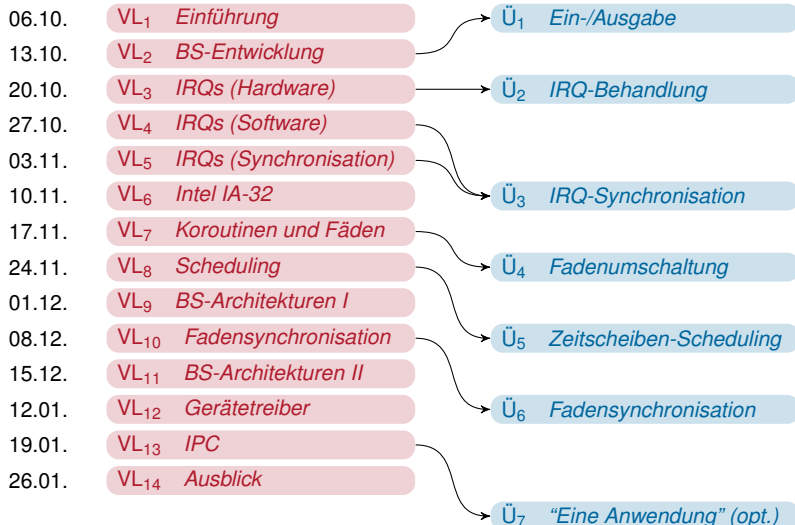 06.10. VL₁ Einführung Ü₁ Ein-/Ausgabe
13.10. VL₂ BS-Entwicklung
20.10. VL₃ IRQs (Hardware) Ü₂ IRQ-Behandlung
27.10. VL₄ IRQs (Software)
03.11. VL₅ IRQs (Synchronisation)
10.11. VL₆ Intel IA-32 Ü₃ IRQ-Synchronisation
17.11. VL₇ Koroutinen und Fäden
24.11. VL₈ Scheduling Ü₄ Fadenumschaltung
01.12. VL₉ BS-Architekturen I
08.12. VL₁₀ Fadensynchronisation Ü₅ Zeitscheiben-Scheduling
15.12. VL₁₁ BS-Architekturen II
12.01. VL₁₂ Gerätetreiber Ü₆ Fadensynchronisation
19.01. VL₁₃ IPC
26.01. VL₁₄ Ausblick
Ü₇ "Eine Anwendung" (opt.)